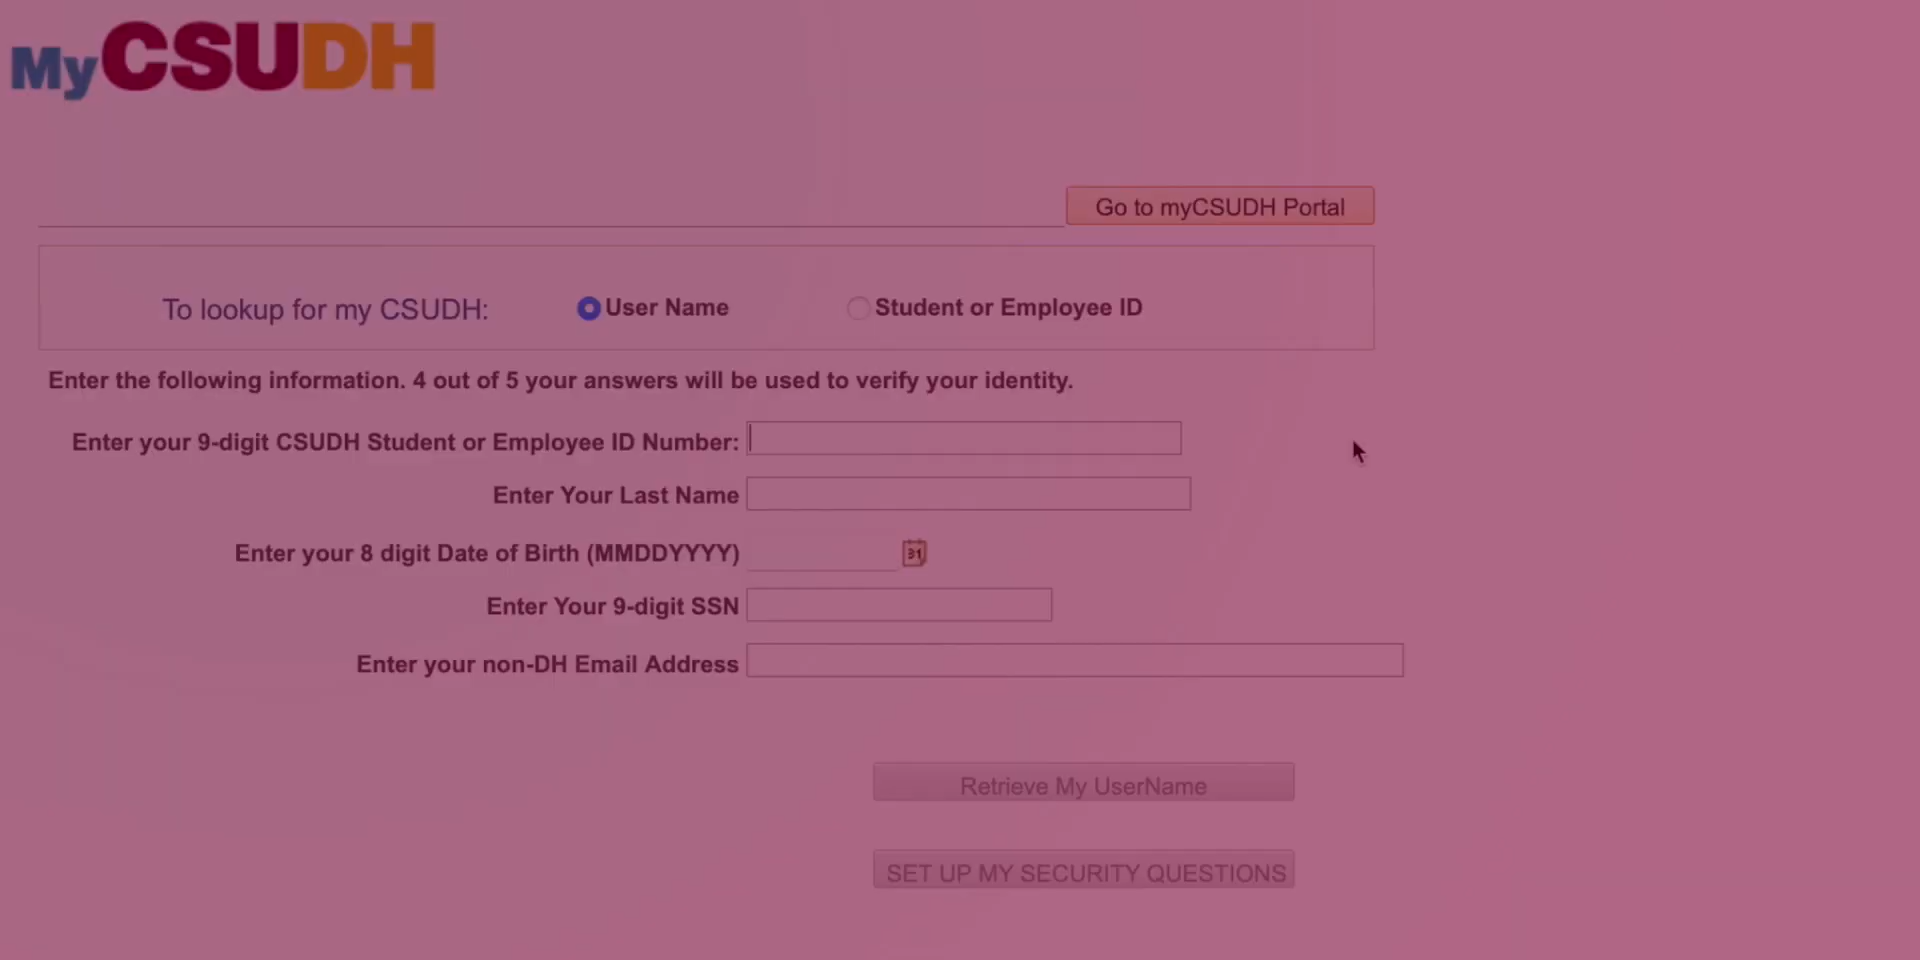 MyCSUDH
Go to myCSUDH Portal
To lookup for my CSUDH: User Name Student or Employee ID
Enter the following information. 4 out of 5 your answers will be used to verify your identity.
Enter your 9-digit CSUDH Student or Employee ID Number:
Enter Your Last Name
Enter your 8 digit Date of Birth (MMDDYYYY) 31
Enter Your 9-digit SSN
Enter your non-DH Email Address
Retrieve My UserName
SET UP MY SECURITY QUESTIONS